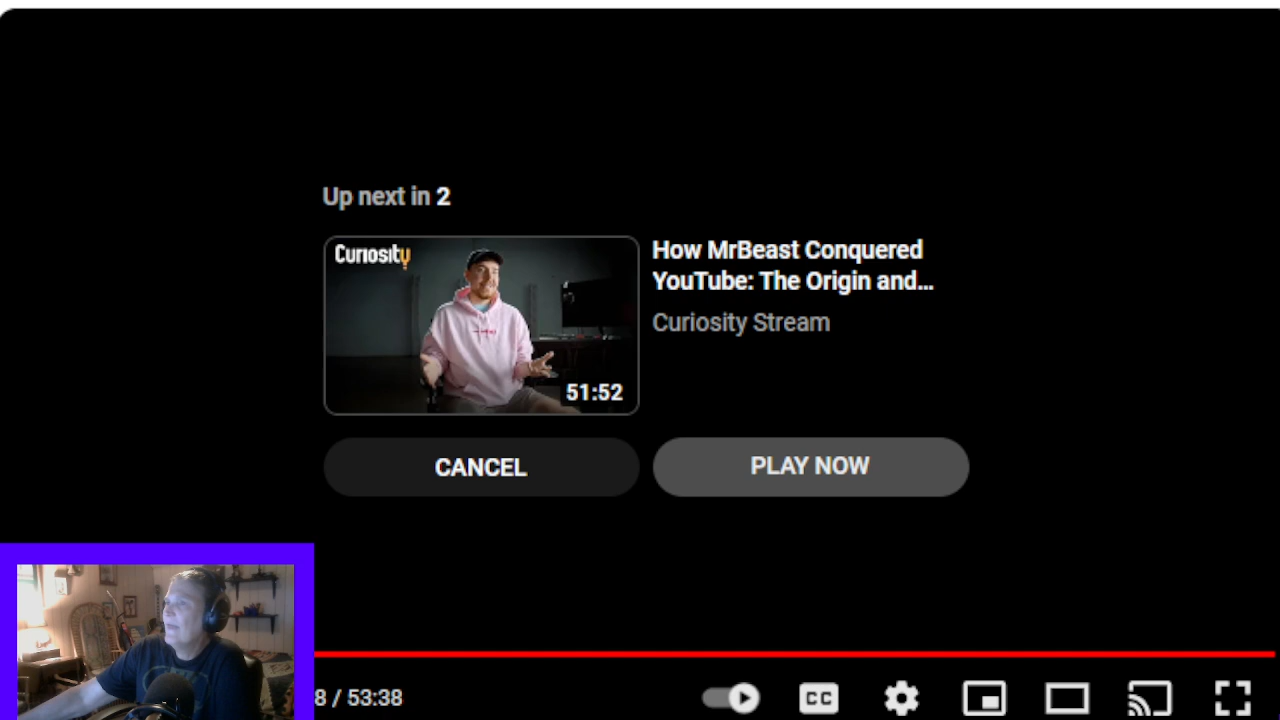 Up next in 2
Curiosity
51:52
How MrBeast Conquered
YouTube: The Origin and...
Curiosity Stream
CANCEL
PLAY NOW
8 / 53:38
CC